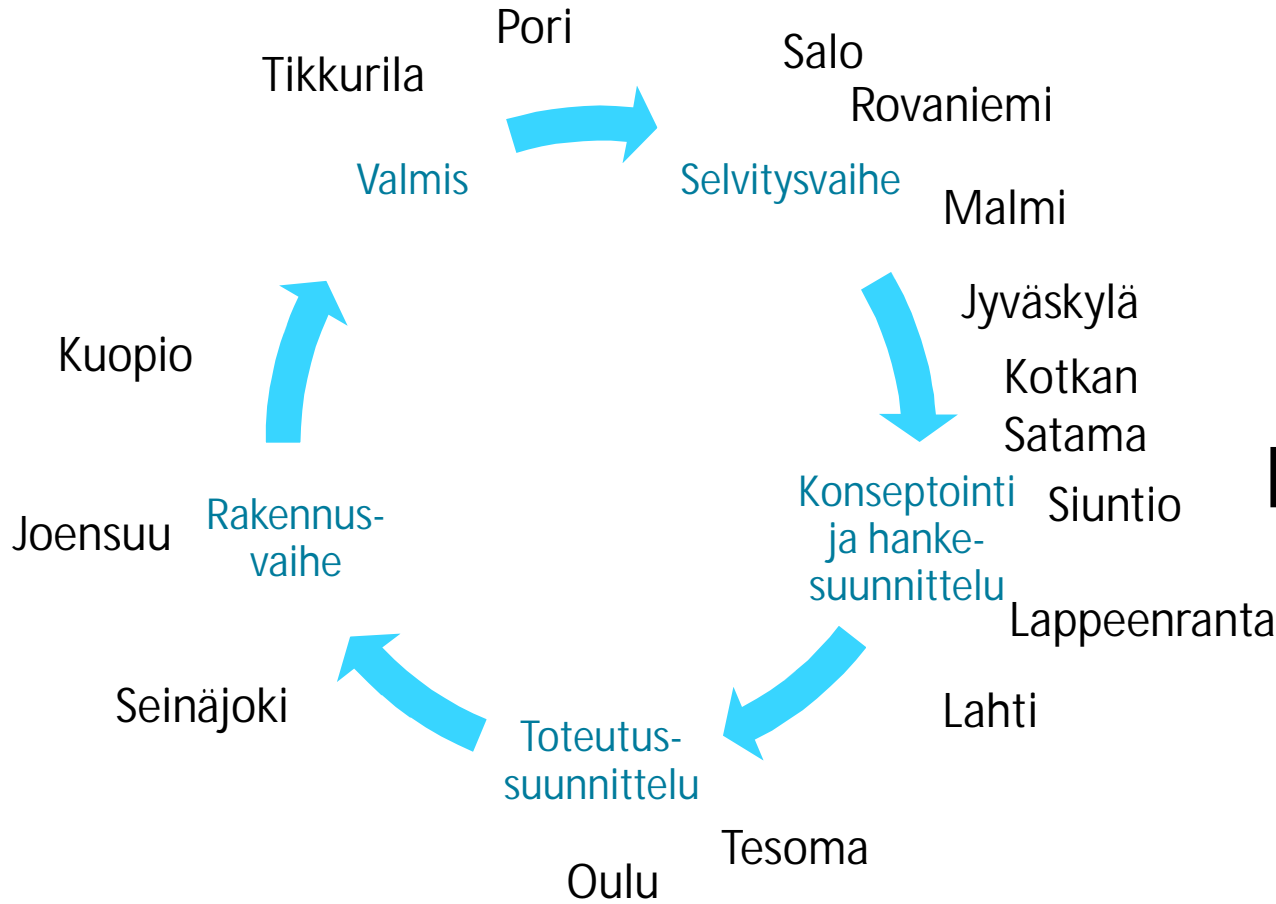 Pori
Salo
Tikkurila
Rovaniemi
Valmis
Selvitysvaihe
Malmi
Jyväskylä
Kuopio
Kotkan
Satama
Konseptointi
ja hanke-
suunnittelu
Siuntio
Joensuu
Rakennus-
vaihe
Lappeenranta
Seinäjoki
Lahti
Toteutus-
suunnittelu
Tesoma
Oulu